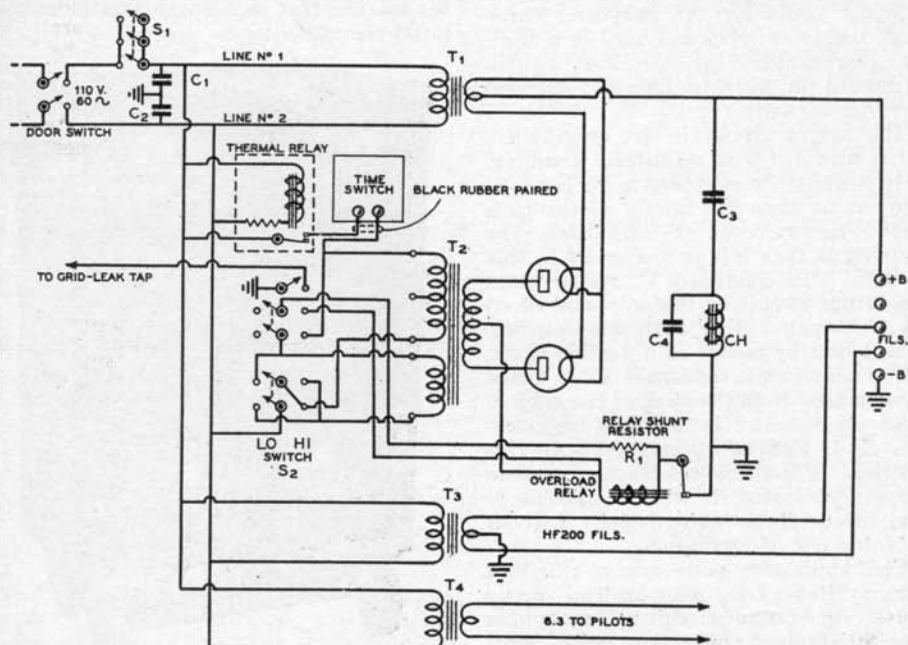 S1
LINE Nº 1
T1
110 V.
60 ∿
C1
C2
DOOR SWITCH
LINE Nº 2
THERMAL RELAY
TIME
SWITCH
BLACK RUBBER PAIRED
C3
T2
TO GRID-LEAK TAP
+B
C4
CH
FILS.
-B
LO HI
SWITCH
S2
RELAY SHUNT
RESISTOR
R1
OVERLOAD
RELAY
T3
HF200 FILS.
T4
6.3 TO PILOTS